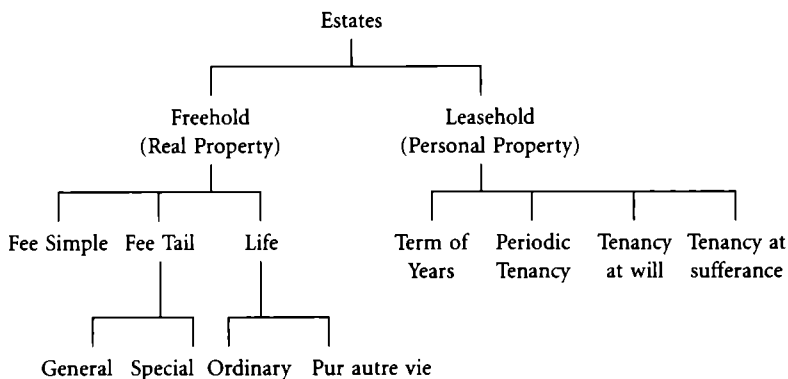 Estates
Freehold
(Real Property)
Leasehold
(Personal Property)
Fee Simple
Fee Tail
Life
Term of
Years
Periodic
Tenancy
Tenancy
at will
Tenancy at
sufferance
General
Special
Ordinary
Pur autre vie